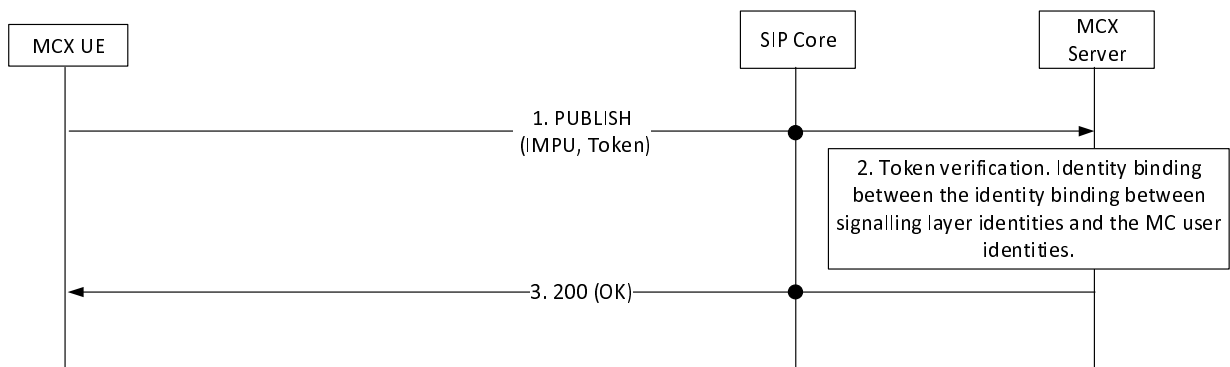 MCX UE
SIP Core
MCX
Server
1. PUBLISH
(IMPU, Token)
2. Token verification. Identity binding
between the identity binding between
signalling layer identities and the MC user
identities.
3. 200 (OK)